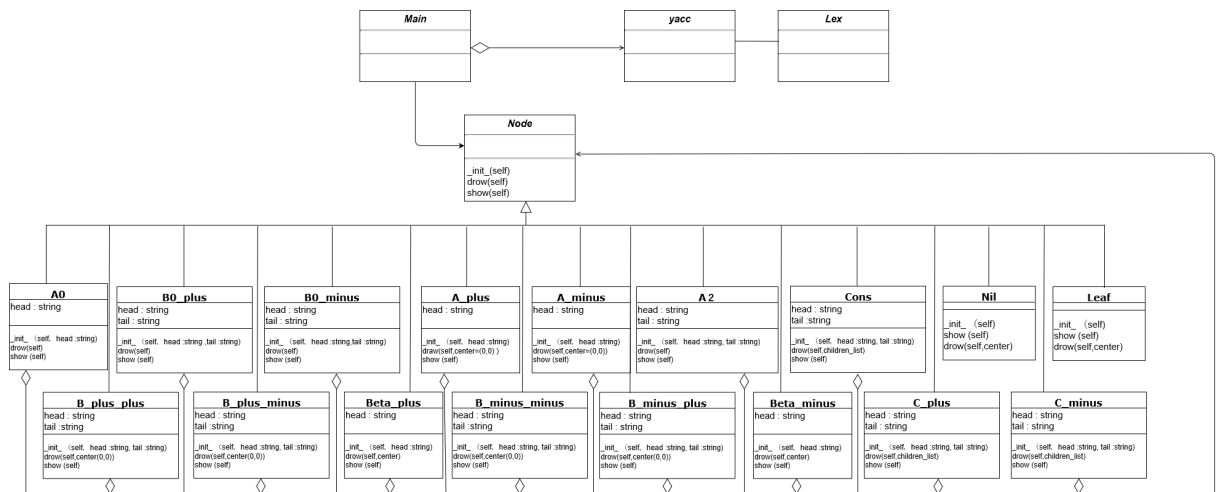 Main
yacc
Lex
Node
_init_(self)
drow(self)
show(self)
A0
head : string
_init_ （self,  head :string)
drow(self)
show (self)
B0_plus
head : string
tail : string
_init_ （self,  head :string ,tail :string)
drow(self)
show (self)
B0_minus
head : string
tail : string
_init_ （self,  head :string,tail :string)
drow(self)
show (self)
A_plus
head : string
_init_ （self,  head :string)
draw(self,center=(0,0) )
show (self)
A_minus
head : string
_init_ （self,  head :string)
drow(self,center=(0,0))
show (self)
A2
head : string
tail : string
_init_ （self,  head :string, tail :string)
drow(self)
show (self)
Cons
head : string
tail :string
_init_ （self,  head :string, tail :string)
drow(self,children_list)
show (self)
Nil
_init_ （self)
show (self)
drow(self,center)
Leaf
_init_ （self)
show (self)
drow(self,center)
B_plus_plus
head : string
tail :string
_init_ （self,  head :string, tail :string)
drow(self,center(0,0))
show (self)
B_plus_minus
head : string
tail : string
_init_ （self,  head :string, tail :string)
drow(self,center(0,0))
show (self)
Beta_plus
head : string
tail : string
_init_ （self,  head :string, tail :string)
drow(self,center)
show (self)
B_minus_minus
head : string
tail : string
_init_ （self,  head :string, tail :string)
drow(self,center(0,0))
show (self)
B_minus_plus
head : string
tail : string
_init_ （self,  head :string, tail :string)
drow(self,center(0,0))
show (self)
Beta_minus
head : string
tail : string
_init_ （self,  head :string)
drow(self,center)
show (self)
C_plus
head : string
tail : string
_init_ （self,  head :string, tail :string)
drow(self,children_list)
show (self)
C_minus
head : string
tail : string
_init_ （self,  head :string, tail :string)
drow(self,children_list)
show (self)